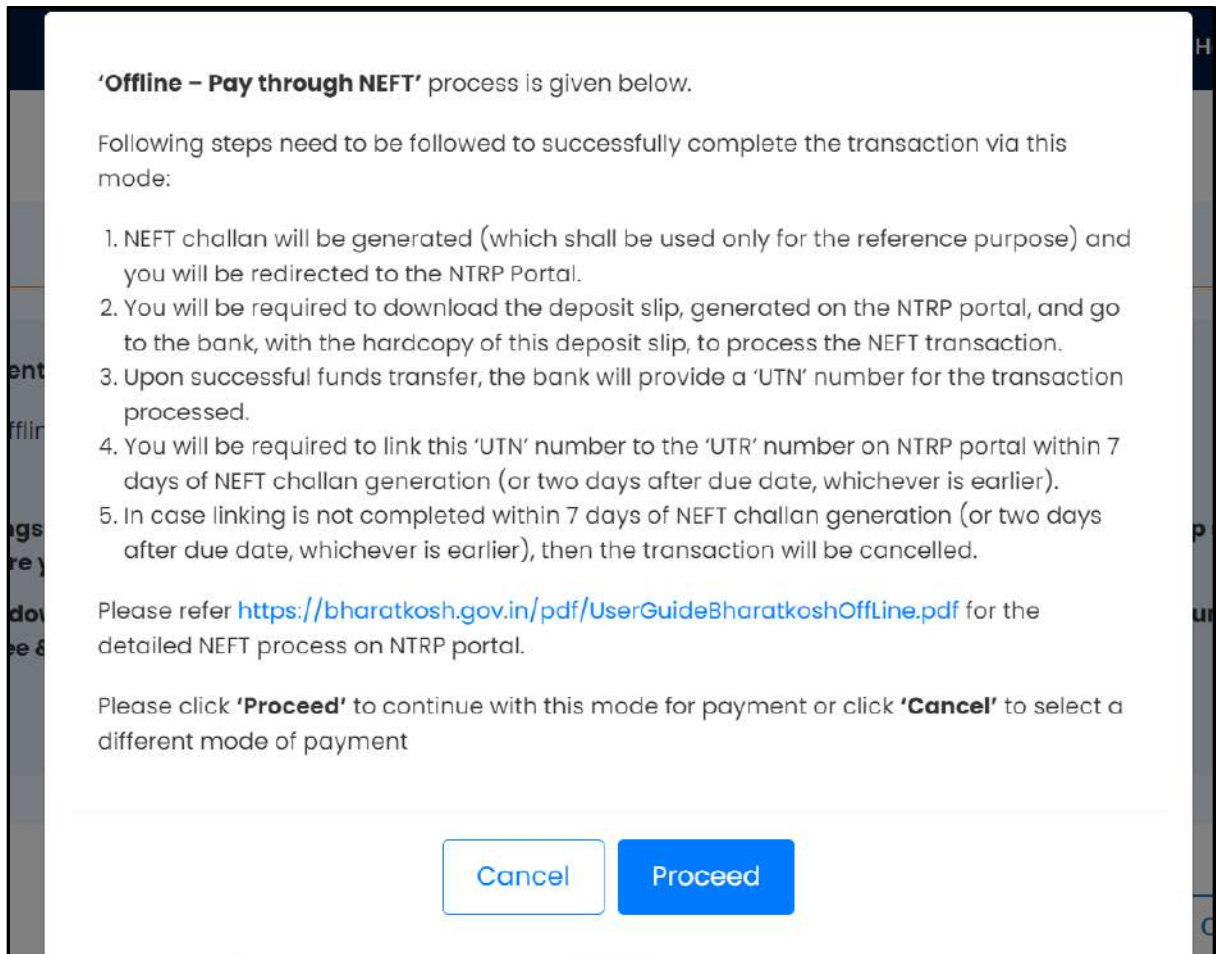 H
‘Offline – Pay through NEFT’ process is given below.
Following steps need to be followed to successfully complete the transaction via this
mode:
1. NEFT challan will be generated (which shall be used only for the reference purpose) and
you will be redirected to the NTRP Portal.
2. You will be required to download the deposit slip, generated on the NTRP portal, and go
to the bank, with the hardcopy of this deposit slip, to process the NEFT transaction.
3. Upon successful funds transfer, the bank will provide a ‘UTN’ number for the transaction
processed.
4. You will be required to link this ‘UTN’ number to the ‘UTR’ number on NTRP portal within 7
days of NEFT challan generation (or two days after due date, whichever is earlier).
5. In case linking is not completed within 7 days of NEFT challan generation (or two days
after due date, whichever is earlier), then the transaction will be cancelled.
Please refer https://bharatkosh.gov.in/pdf/UserGuideBharatkoshOffLine.pdf for the
detailed NEFT process on NTRP portal.
Please click ‘Proceed’ to continue with this mode for payment or click ‘Cancel’ to select a
different mode of payment
Cancel Proceed